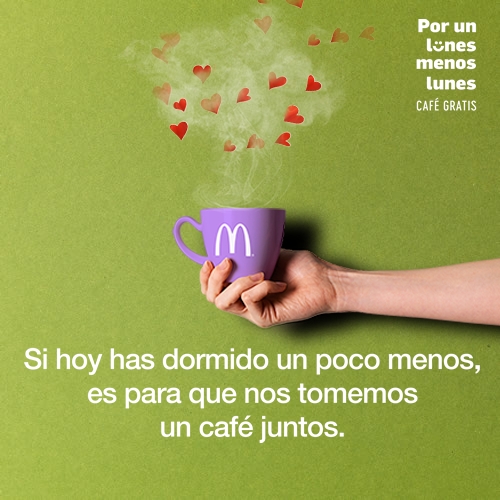 Por un
lunes
menos
lunes
CAFÉ GRATIS
M
Si hoy has dormido un poco menos,
es para que nos tomemos
un café juntos.